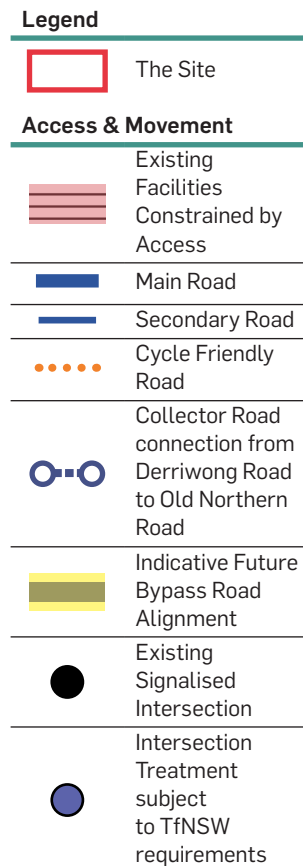 Legend
The Site
Access & Movement
Existing
Facilities
Constrained by
Access
Main Road
Secondary Road
Cycle Friendly
Road
Collector Road
connection from
Derriwong Road
to Old Northern
Road
Indicative Future
Bypass Road
Alignment
Existing
Signalised
Intersection
Intersection
Treatment
subject
to TfNSW
requirements